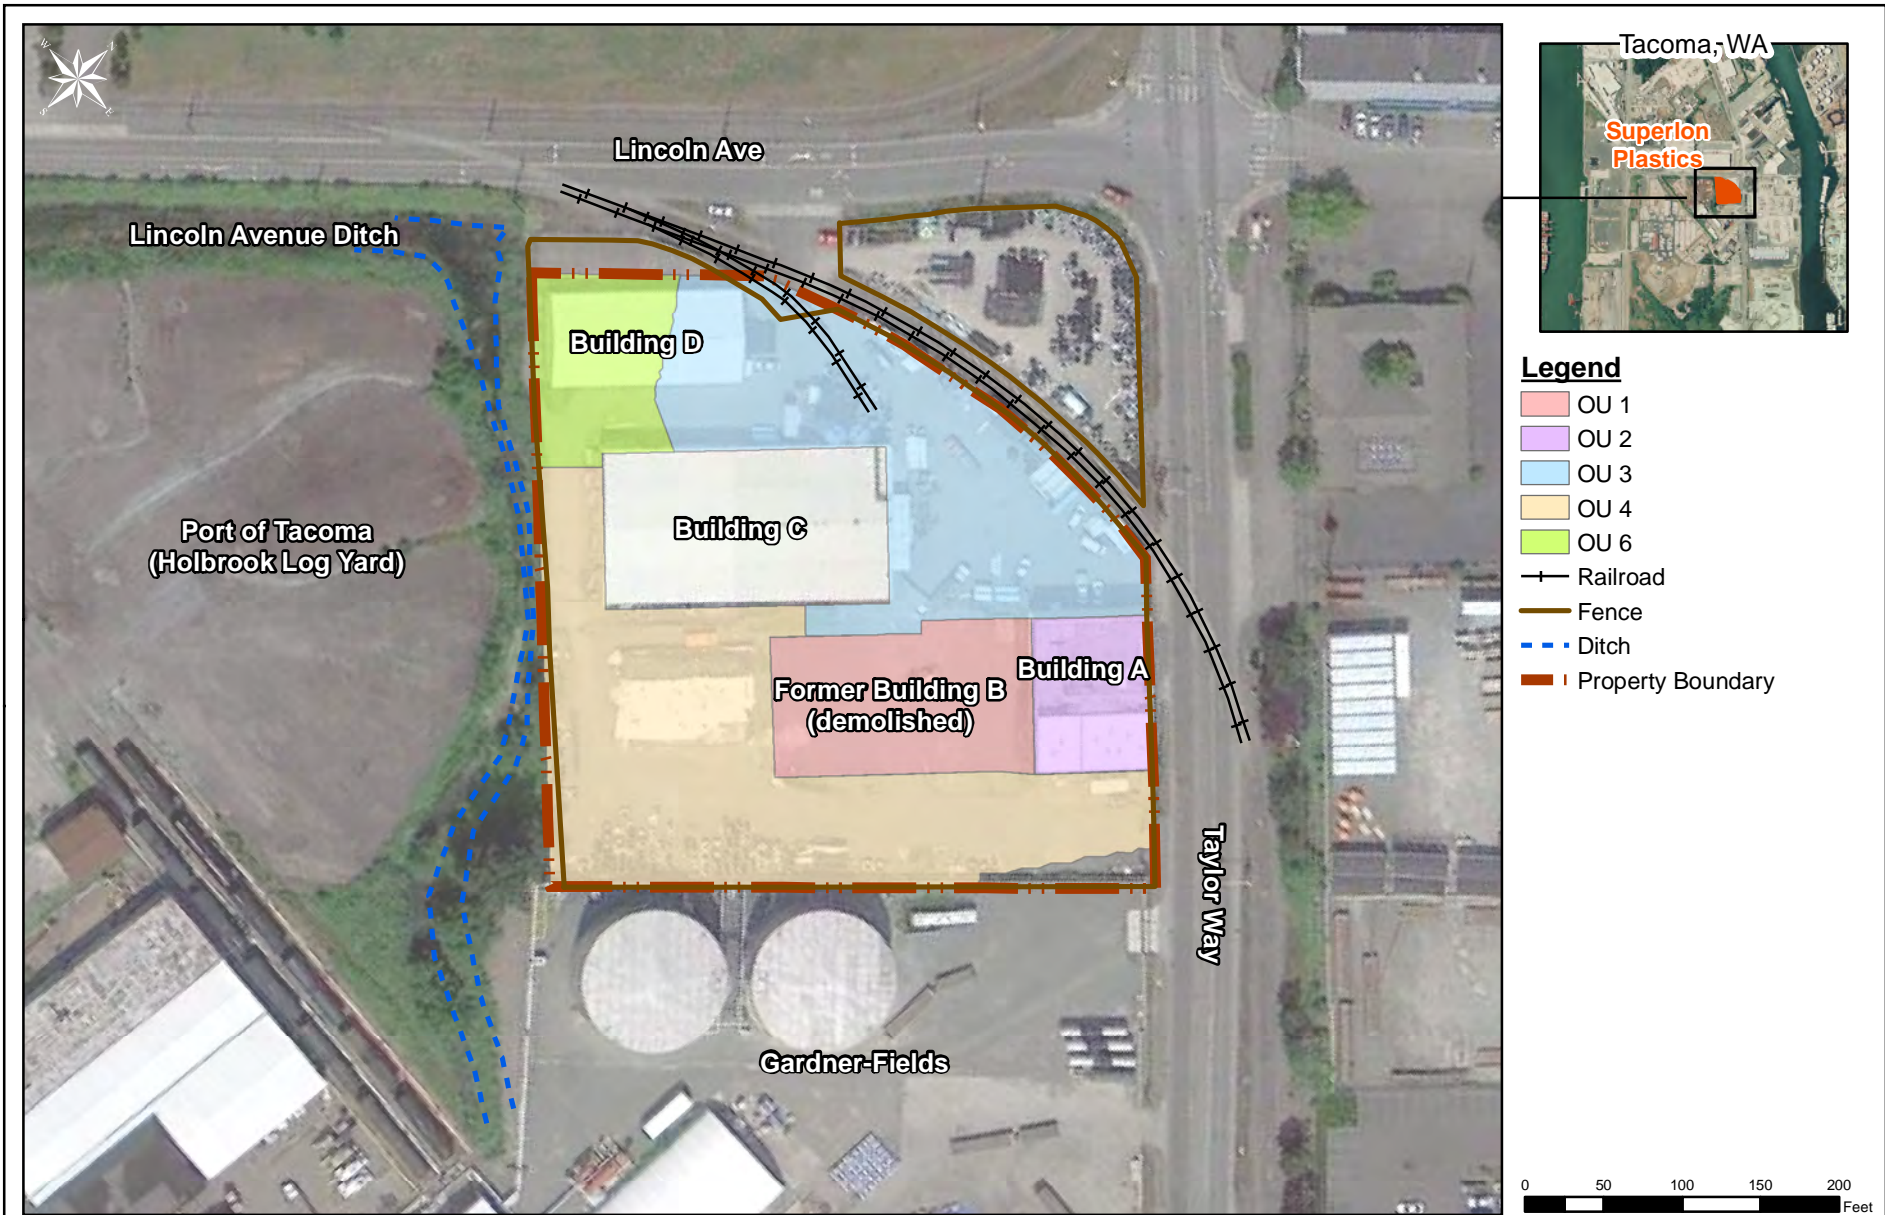 W
N
S
E
Lincoln Ave
Lincoln Avenue Ditch
Building D
Port of Tacoma
(Holbrook Log Yard)
Building C
Building A
Former Building B
(demolished)
Taylor Way
Gardner-Fields
Tacoma, WA
Superlon
Plastics
Legend
OU 1
OU 2
OU 3
OU 4
OU 6
Railroad
Fence
Ditch
Property Boundary
0 50 100 150 200
Feet